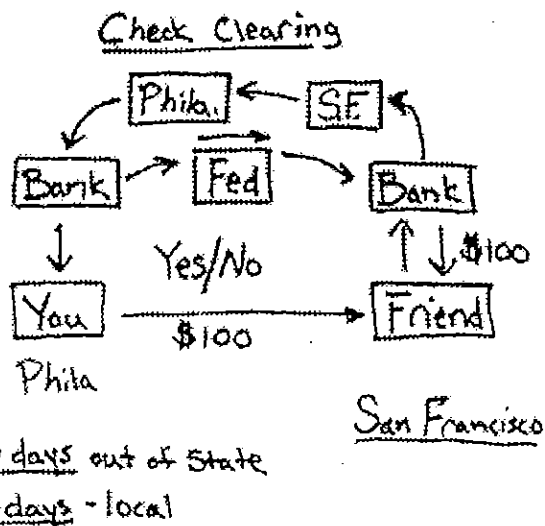 Check Clearing
Phila. SF
Bank Fed Bank
Yes/No $100
You $100 Friend
Phila
San Francisco
days out of State
days - local